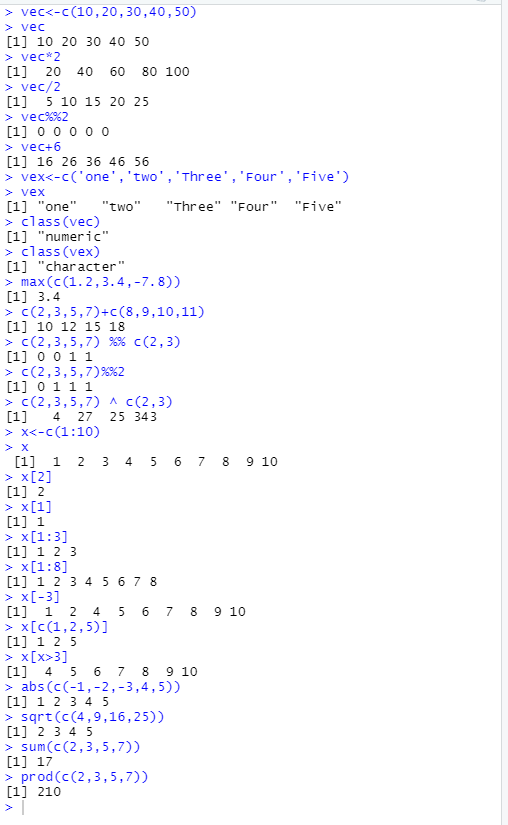 > vec<-c(10,20,30,40,50)
> vec
[1] 10 20 30 40 50
> vec*2
[1]  20  40  60  80 100
> vec/2
[1]  5 10 15 20 25
> vec%%2
[1] 0 0 0 0 0
> vec+6
[1] 16 26 36 46 56
> vex<-c('one','two','Three','Four','Five')
> vex
[1] "one"   "two"   "Three" "Four"  "Five"
> class(vec)
[1] "numeric"
> class(vex)
[1] "character"
> max(c(1.2,3.4,-7.8))
[1] 3.4
> c(2,3,5,7)+c(8,9,10,11)
[1] 10 12 15 18
> c(2,3,5,7) %% c(2,3)
[1] 0 0 1 1
> c(2,3,5,7)%%2
[1] 0 1 1 1
> c(2,3,5,7) ^ c(2,3)
[1]   4  27  25 343
> x<-c(1:10)
> x
 [1]  1  2  3  4  5  6  7  8  9 10
> x[2]
[1] 2
> x[1]
[1] 1
> x[1:3]
[1] 1 2 3
> x[1:8]
[1] 1 2 3 4 5 6 7 8
> x[-3]
[1]  1  2  4  5  6  7  8  9 10
> x[c(1,2,5)]
[1] 1 2 5
> x[x>3]
[1]  4  5  6  7  8  9 10
> abs(c(-1,-2,-3,4,5))
[1] 1 2 3 4 5
> sqrt(c(4,9,16,25))
[1] 2 3 4 5
> sum(c(2,3,5,7))
[1] 17
> prod(c(2,3,5,7))
[1] 210
>